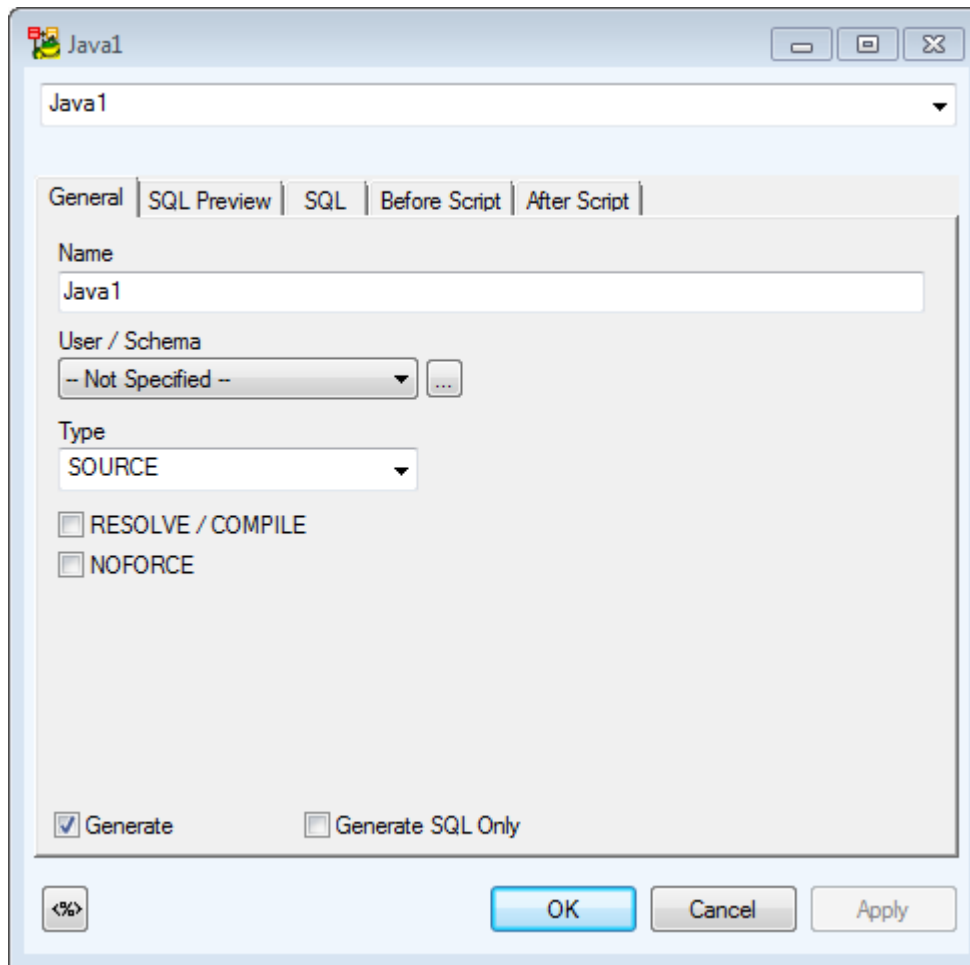 Java1
Java1
General SQL Preview SQL Before Script After Script
Name
Java1
User / Schema
-- Not Specified -- ...
Type
SOURCE
RESOLVE / COMPILE
NOFORCE
Generate Generate SQL Only
<%> OK Cancel Apply